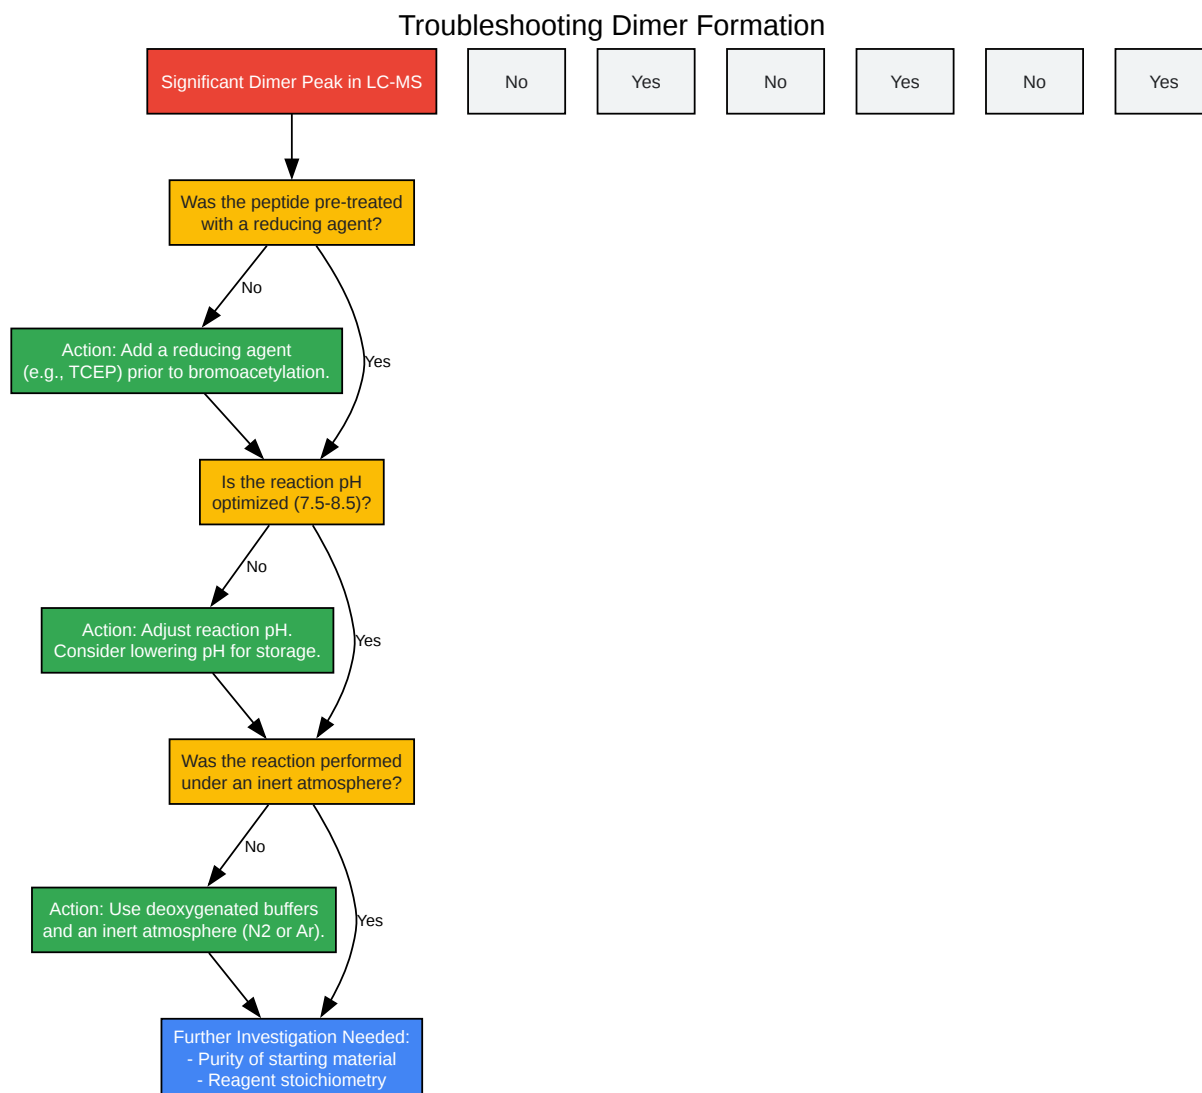 Troubleshooting Dimer Formation
Significant Dimer Peak in LC-MS
No
Yes
No
Yes
No
Yes
Was the peptide pre-treated
with a reducing agent?
No
Yes
Action: Add a reducing agent
(e.g., TCEP) prior to bromoacetylation.
Is the reaction pH
optimized (7.5-8.5)?
No
Yes
Action: Adjust reaction pH.
Consider lowering pH for storage.
Was the reaction performed
under an inert atmosphere?
No
Yes
Action: Use deoxygenated buffers
and an inert atmosphere (N2 or Ar).
Further Investigation Needed:
- Purity of starting material
- Reagent stoichiometry